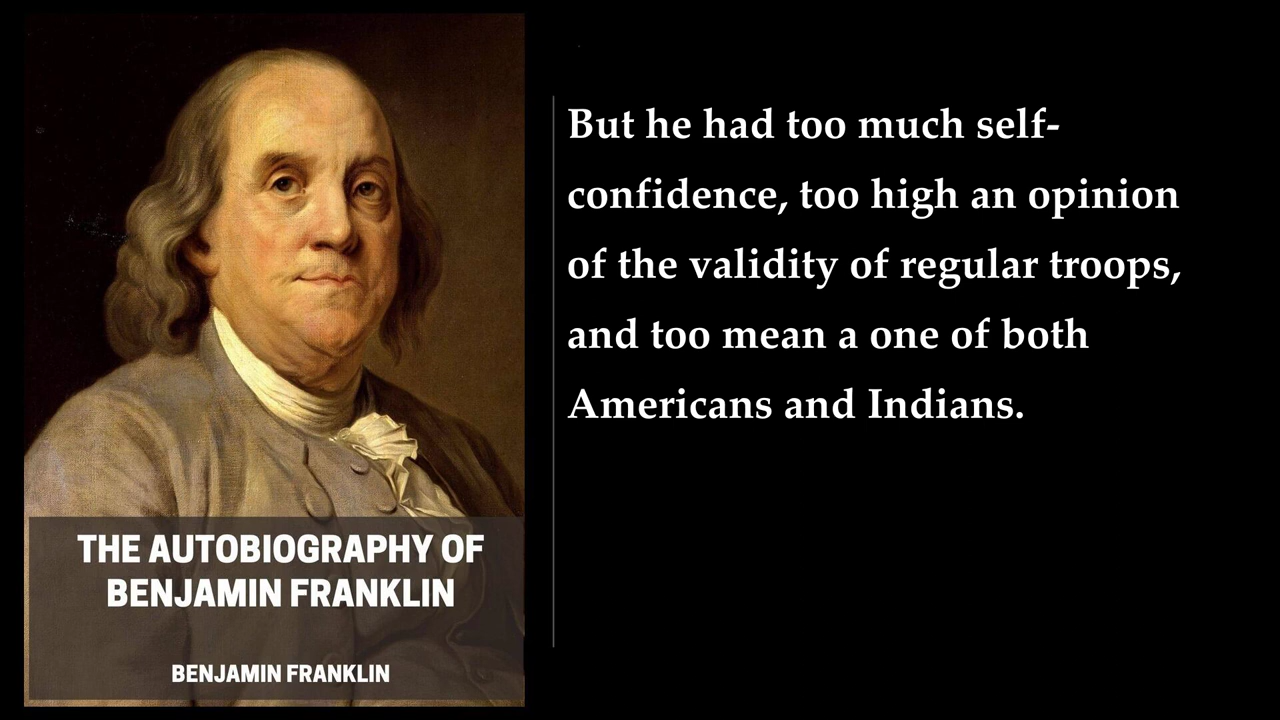 But he had too much self-
confidence, too high an opinion
of the validity of regular troops,
and too mean a one of both
Americans and Indians.
THE AUTOBIOGRAPHY OF
BENJAMIN FRANKLIN
BENJAMIN FRANKLIN